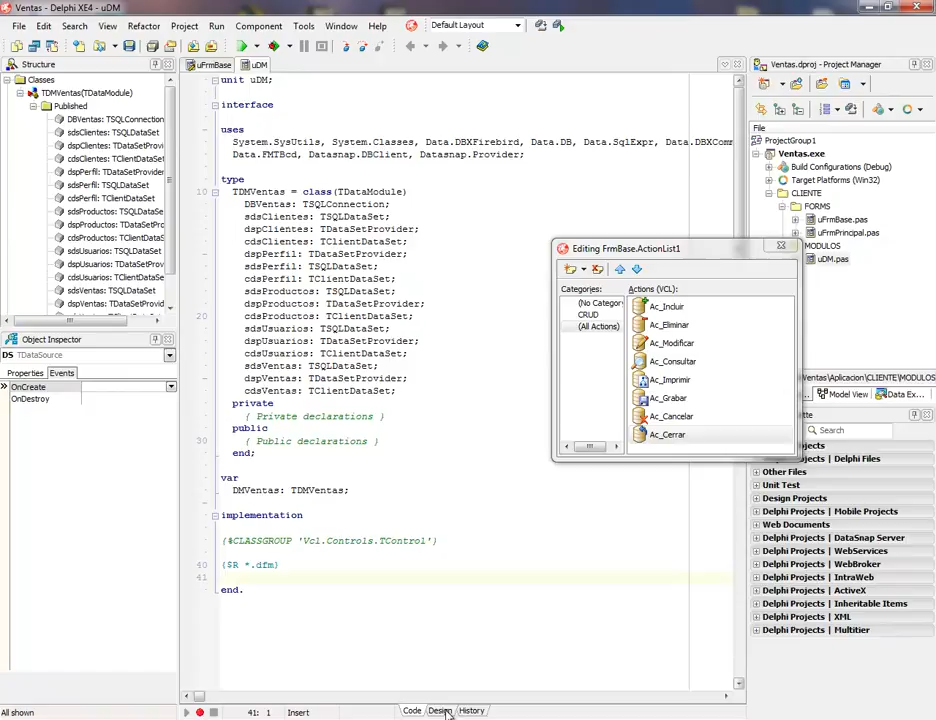 Ventas - Delphi XE4 - uDM
File Edit Search View Refactor Project Run Component Tools Window Help Default Layout
Structure
Classes
TDMVentas (TDataModule)
Published
DBVentas: TSQLConnection
sdsClientes: TSQLDataSet
dspClientes: TDataSetProvi
cdsClientes: TClientDataSet
dspPerfil: TDataSetProvide
sdsPerfil: TSQLDataSet
cdsPerfil: TClientDataSet
sdsProductos: TSQLDataS
dspProductos: TDataSetPrc
cdsProductos: TClientDataS
sdsUsuarios: TSQLDataSet
dspUsuarios: TDataSetProv
cdsUsuarios: TClientDataSe
sdsVentas: TSQLDataSet
dspVentas: TDataSetProvid
Object Inspector
DS TDataSource
Properties Events
OnCreate
OnDestroy
All shown
uFrmBase uDM
unit uDM;
interface
uses
System.SysUtils, System.Classes, Data.DBXFirebird, Data.DB, Data.SqlExpr, Data.DBXComm
Data.FMTBcd, Datasnap.DBClient, Datasnap.Provider;
type
10 TDMVentas = class(TDataModule)
DBVentas: TSQLConnection;
sdsClientes: TSQLDataSet;
dspClientes: TDataSetProvider;
cdsClientes: TClientDataSet;
dspPerfil: TDataSetProvider;
sdsPerfil: TSQLDataSet;
cdsPerfil: TClientDataSet;
sdsProductos: TSQLDataSet;
dspProductos: TDataSetProvider;
20 cdsProductos: TClientDataSet;
sdsUsuarios: TSQLDataSet;
dspUsuarios: TDataSetProvider;
cdsUsuarios: TClientDataSet;
sdsVentas: TSQLDataSet;
dspVentas: TDataSetProvider;
cdsVentas: TClientDataSet;
private
{ Private declarations }
public
30 { Public declarations }
end;
var
DMVentas: TDMVentas;
implementation
{%CLASSGROUP 'Vcl.Controls.TControl'}
40 {$R *.dfm}
41
end.
41: 1 Insert Code Design History
Editing FrmBase.ActionList1
Categories: Actions (VCL):
(No Categor
CRUD
(All Actions)
Ac_Incluir
Ac_Eliminar
Ac_Modificar
Ac_Consultar
Ac_Imprimir
Ac_Grabar
Ac_Cancelar
Ac_Cerrar
Ventas.dproj - Project Manager
File
ProjectGroup1
Ventas.exe
Build Configurations (Debug)
Target Platforms (Win32)
CLIENTE
FORMS
uFrmBase.pas
uFrmPrincipal.pas
MODULOS
uDM.pas
Ventas\Aplicacion\CLIENTE\MODULOS
Model View Data Ex...
Search
Delphi Files
Other Files
Unit Test
Design Projects
Delphi Projects | Mobile Projects
Web Documents
Delphi Projects | DataSnap Server
Delphi Projects | WebServices
Delphi Projects | WebBroker
Delphi Projects | IntraWeb
Delphi Projects | ActiveX
Delphi Projects | Inheritable Items
Delphi Projects | XML
Delphi Projects | Multitier